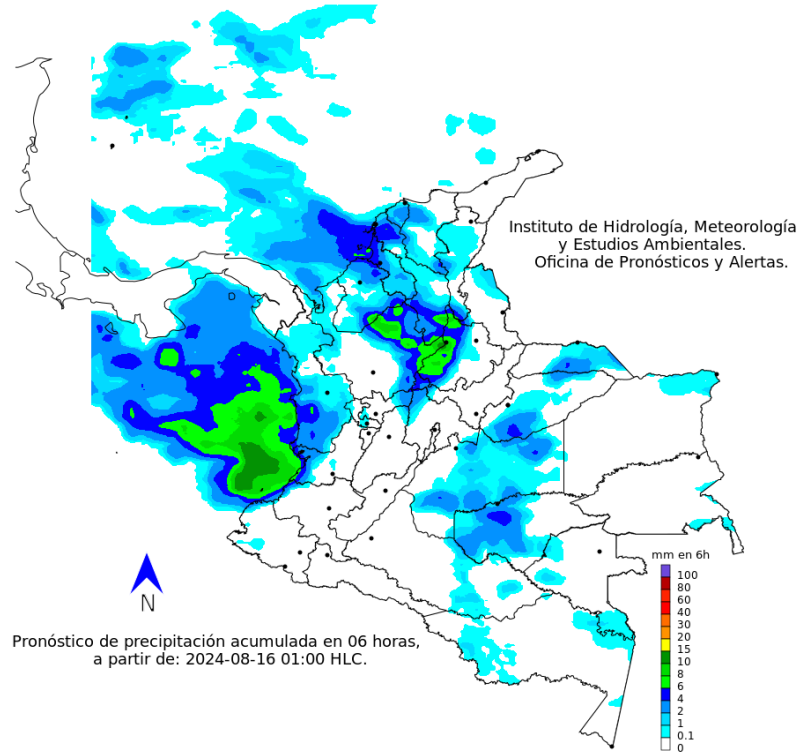 Instituto de Hidrología, Meteorología
y Estudios Ambientales.
Oficina de Pronósticos y Alertas.
D
N
Pronóstico de precipitación acumulada en 06 horas,
a partir de: 2024-08-16 01:00 HLC.
mm en 6h
100
80
60
40
30
20
15
10
8
6
4
2
1
0.1
0